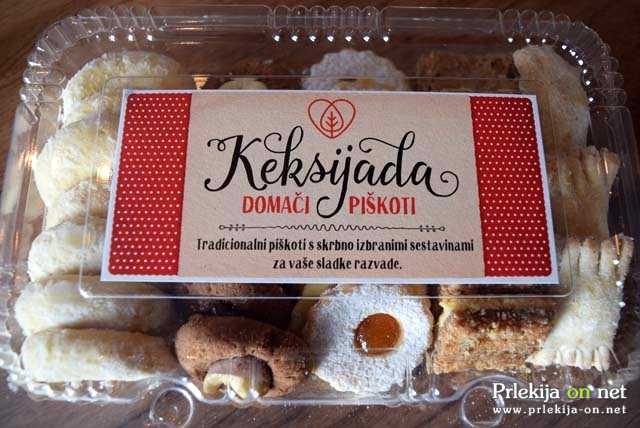 Keksijada
DOMAČI PIŠKOTI
Tradicionalni piškoti s skrbno izbranimi sestavinami
za vaše sladke razvade.
Prlekija on net
www.prlekija-on.net